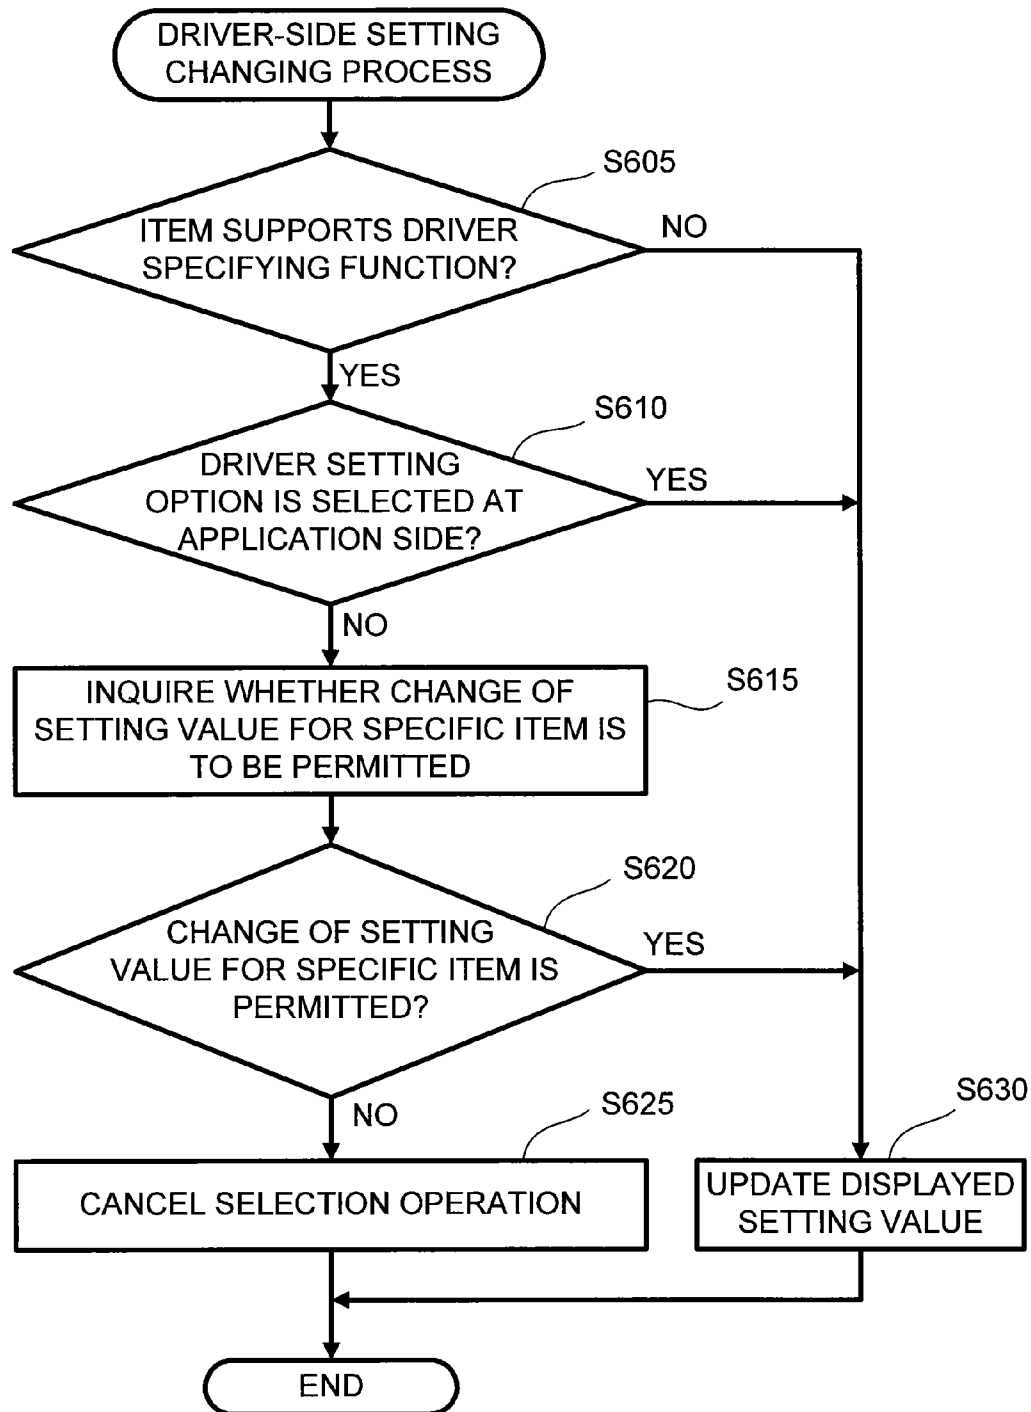 DRIVER-SIDE SETTING
CHANGING PROCESS
S605
ITEM SUPPORTS DRIVER
SPECIFYING FUNCTION?
NO
YES
S610
DRIVER SETTING
OPTION IS SELECTED AT
APPLICATION SIDE?
YES
NO
S615
INQUIRE WHETHER CHANGE OF
SETTING VALUE FOR SPECIFIC ITEM IS
TO BE PERMITTED
S620
CHANGE OF SETTING
VALUE FOR SPECIFIC ITEM IS
PERMITTED?
YES
NO
S625
CANCEL SELECTION OPERATION
S630
UPDATE DISPLAYED
SETTING VALUE
END